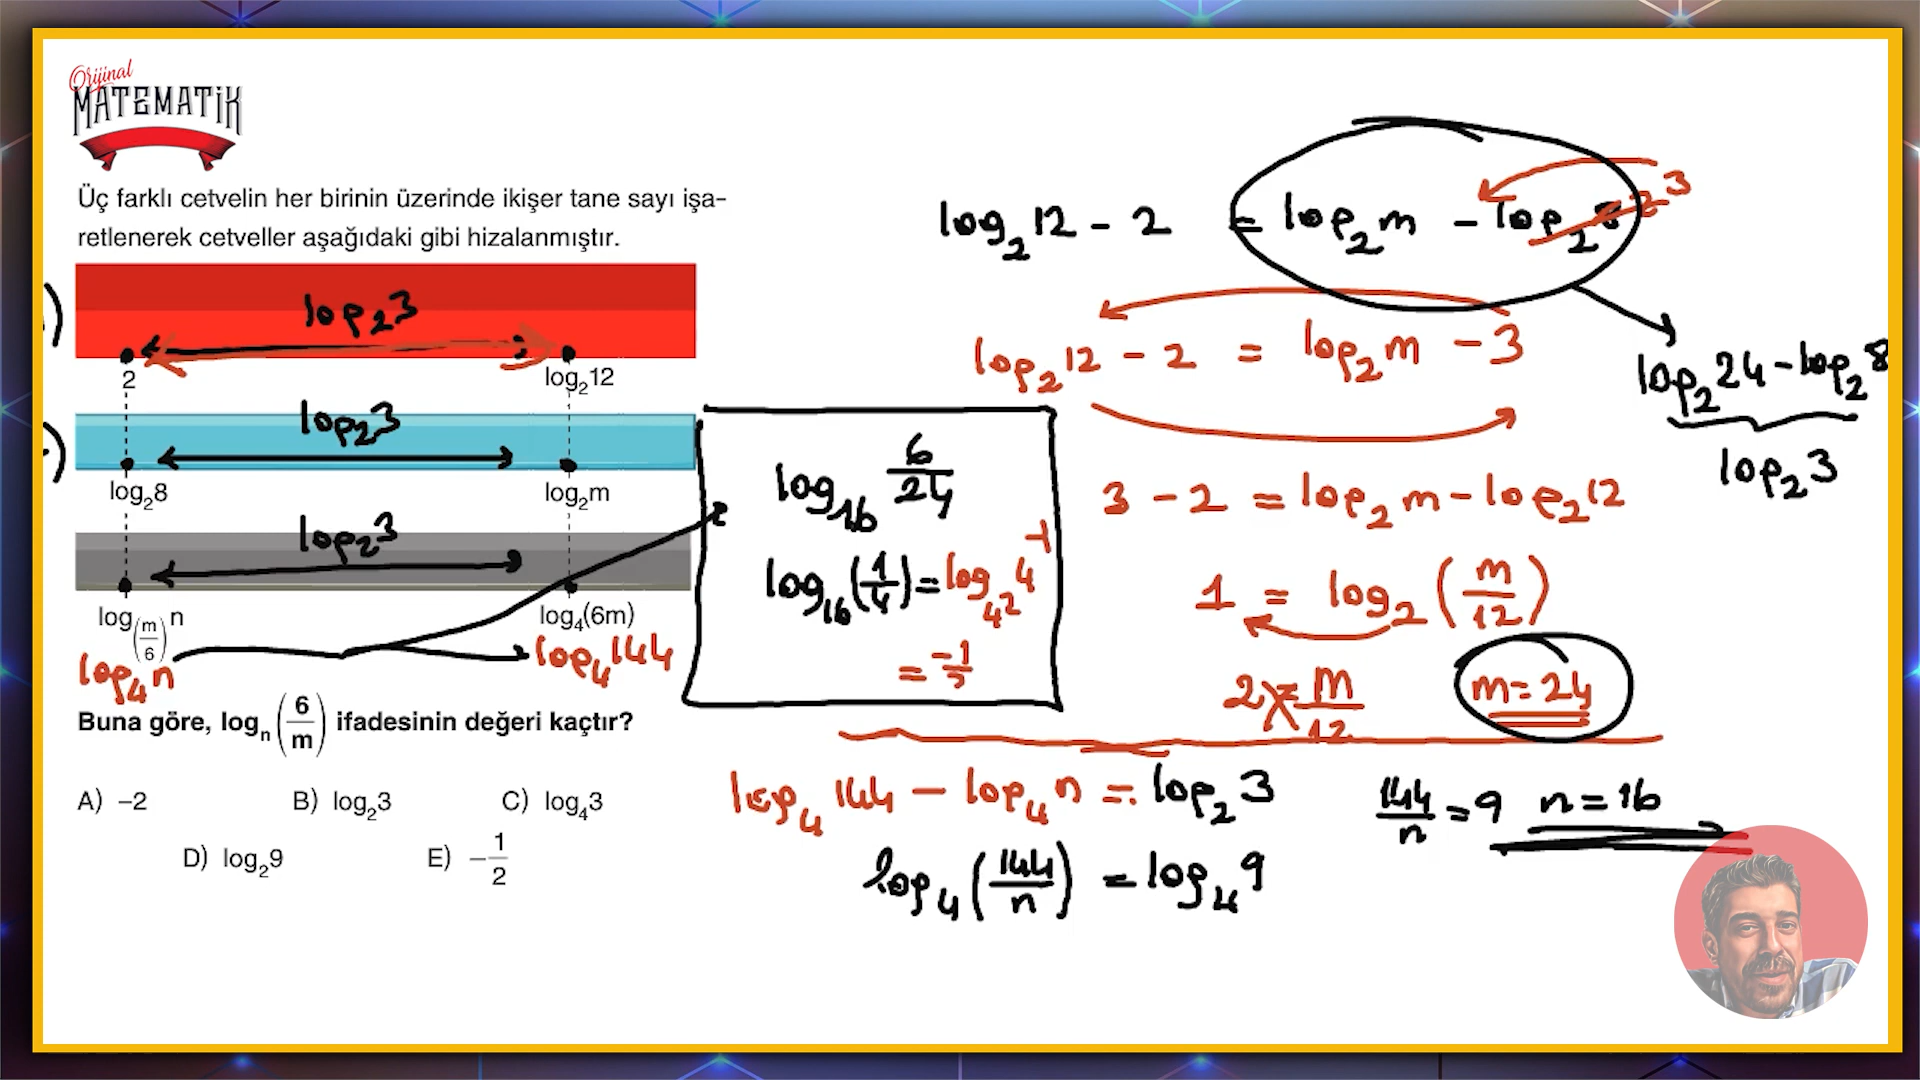 Orijinal
MATEMATİK
Üç farklı cetvelin her birinin üzerinde ikişer tane sayı işa-
retlenerek cetveller aşağıdaki gibi hizalanmıştır.
log₂3
2 log₂12
log₂3
log₂8 log₂m
log₂3
log₍m/6₎ n log₄(6m)
log₄n log₄144
Buna göre, logₙ(6/m) ifadesinin değeri kaçtır?
A) –2 B) log₂3 C) log₄3
D) log₂9 E) –1/2
log₁₆ 6/24
log₁₆(1/4) = log₄² 4⁻¹
= -1/2
log₂12 - 2 = log₂m - log₂
3
log₂12 - 2 = log₂m - 3
log₂24 - log₂8
log₂3
3 - 2 = log₂m - log₂12
1 = log₂(m/12)
2 = m/12 m = 24
log₄144 - log₄n = log₂3
144/n = 9 n = 16
log₄(144/n) = log₄9